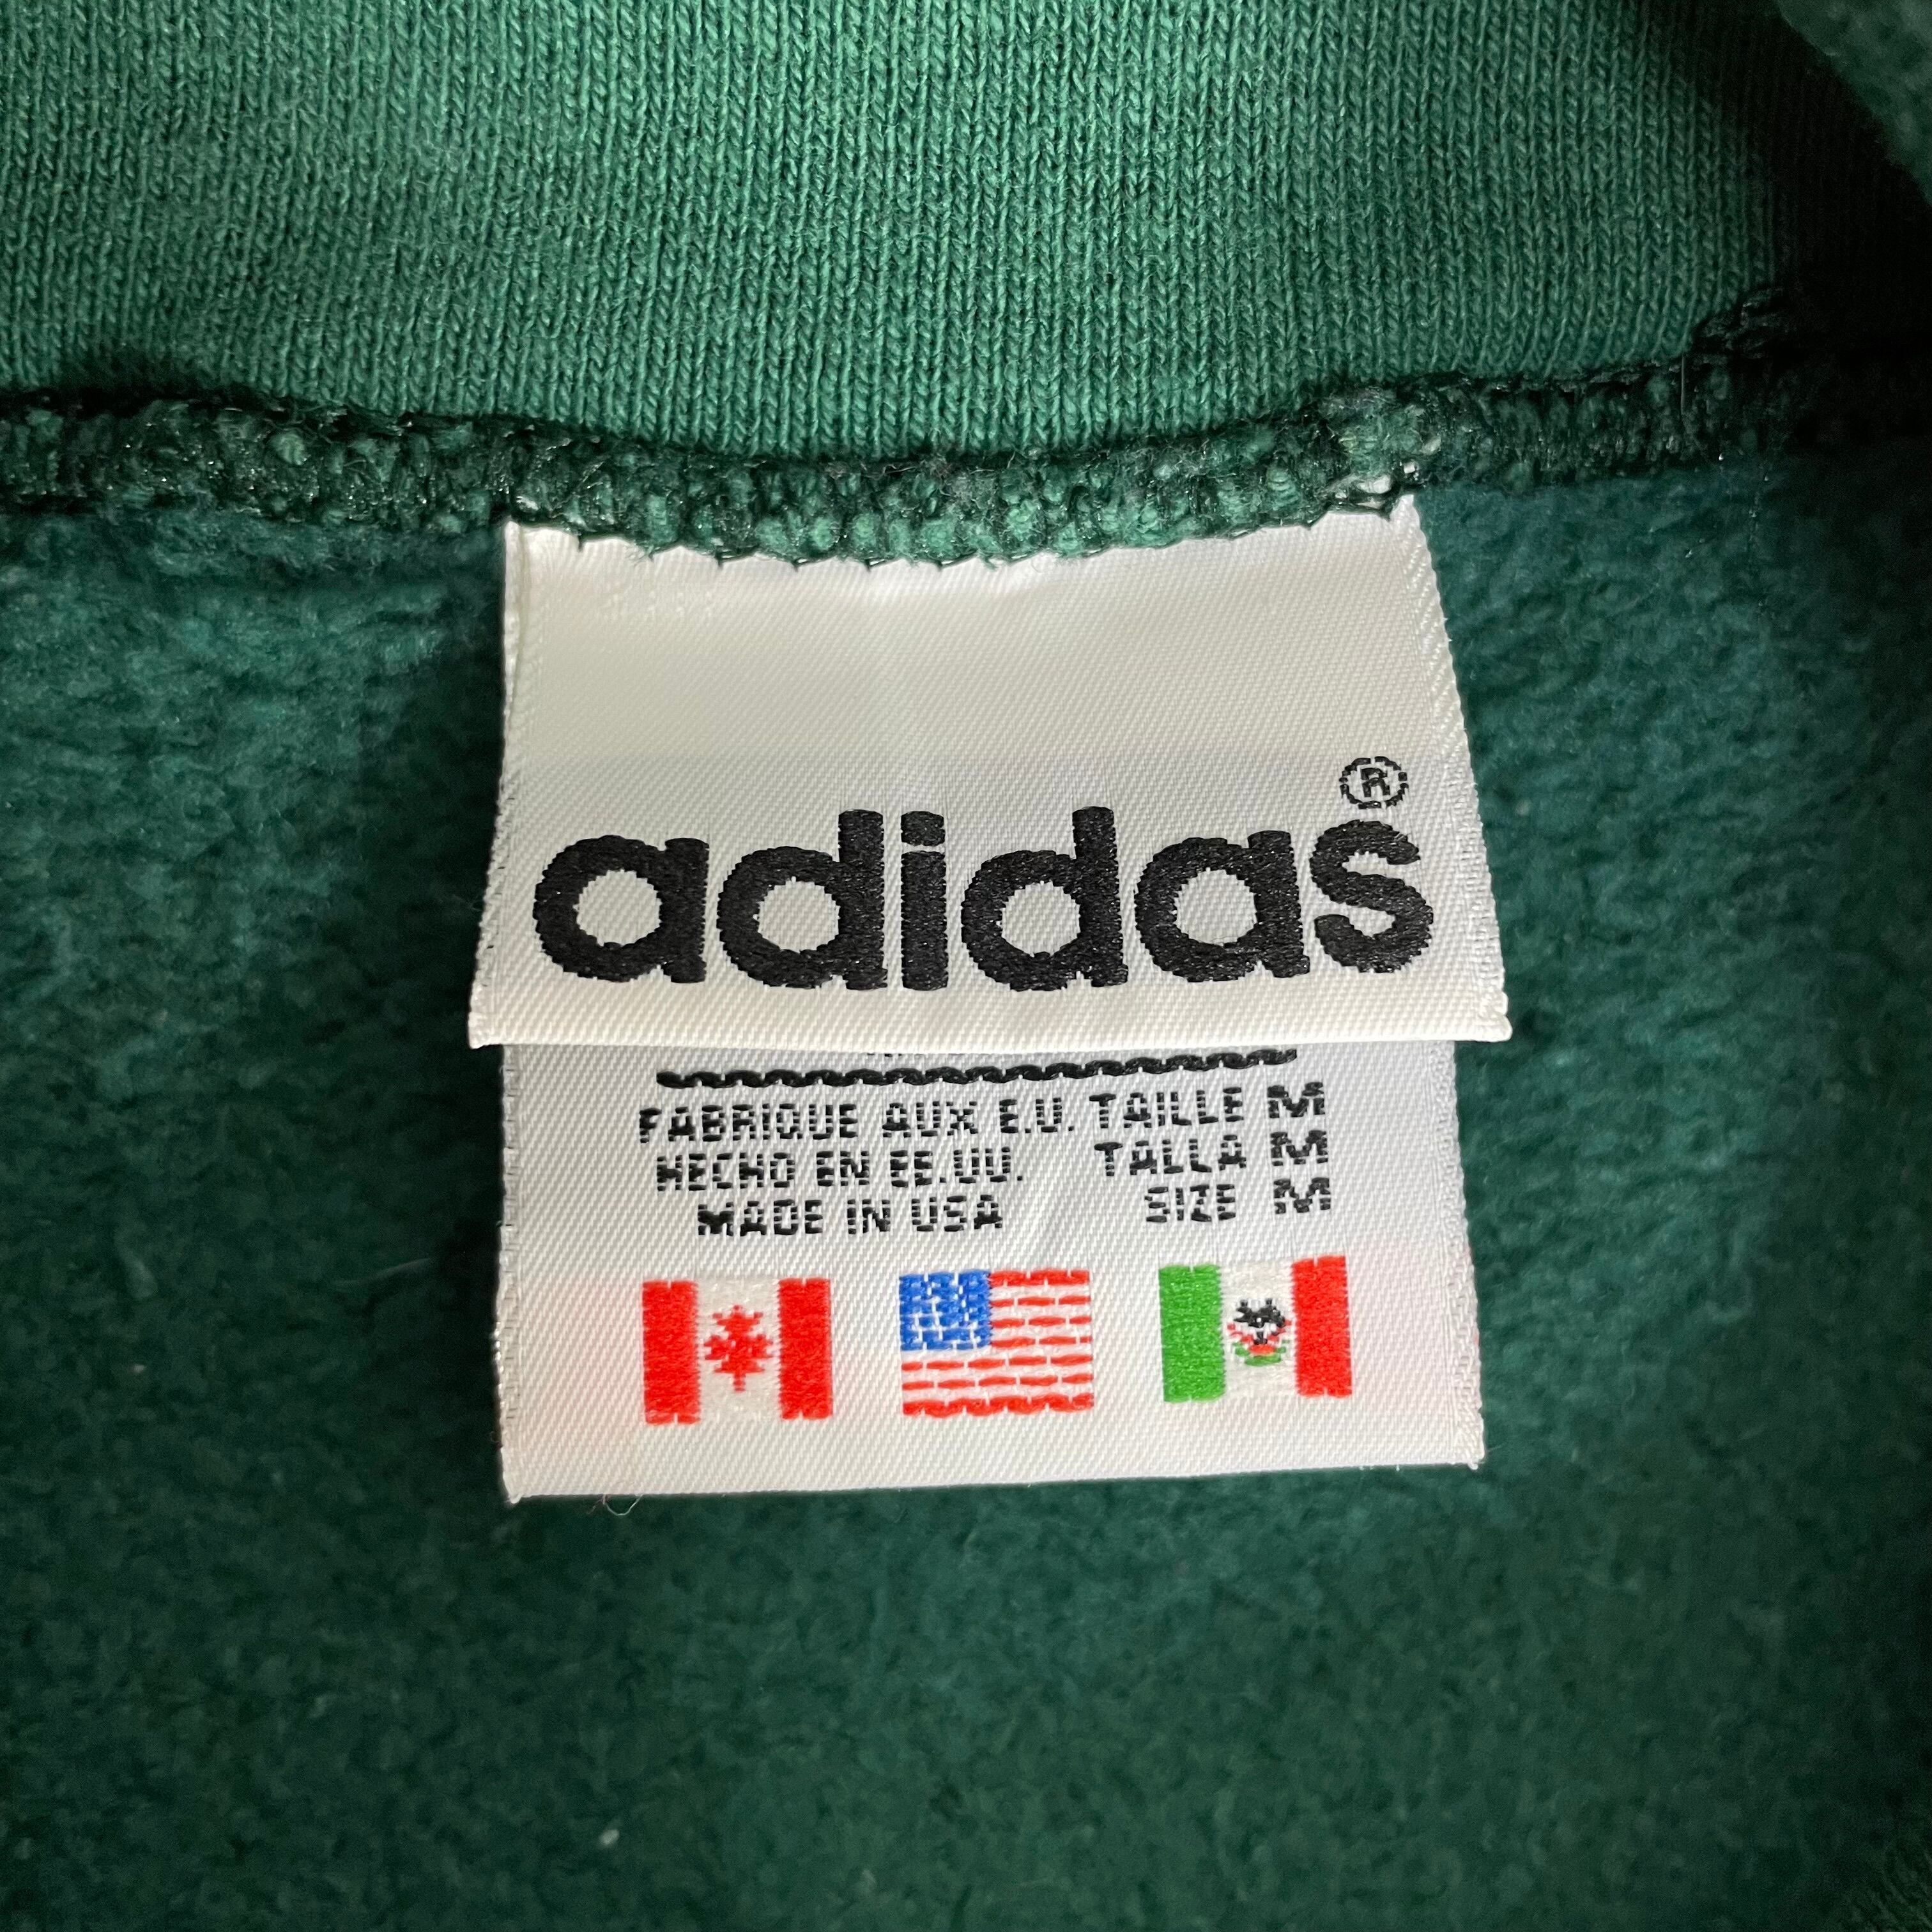 adidas®
FABRIQUE AUX E.U. TAILLE M
HECHO EN EE.UU. TALLA M
MADE IN USA SIZE M